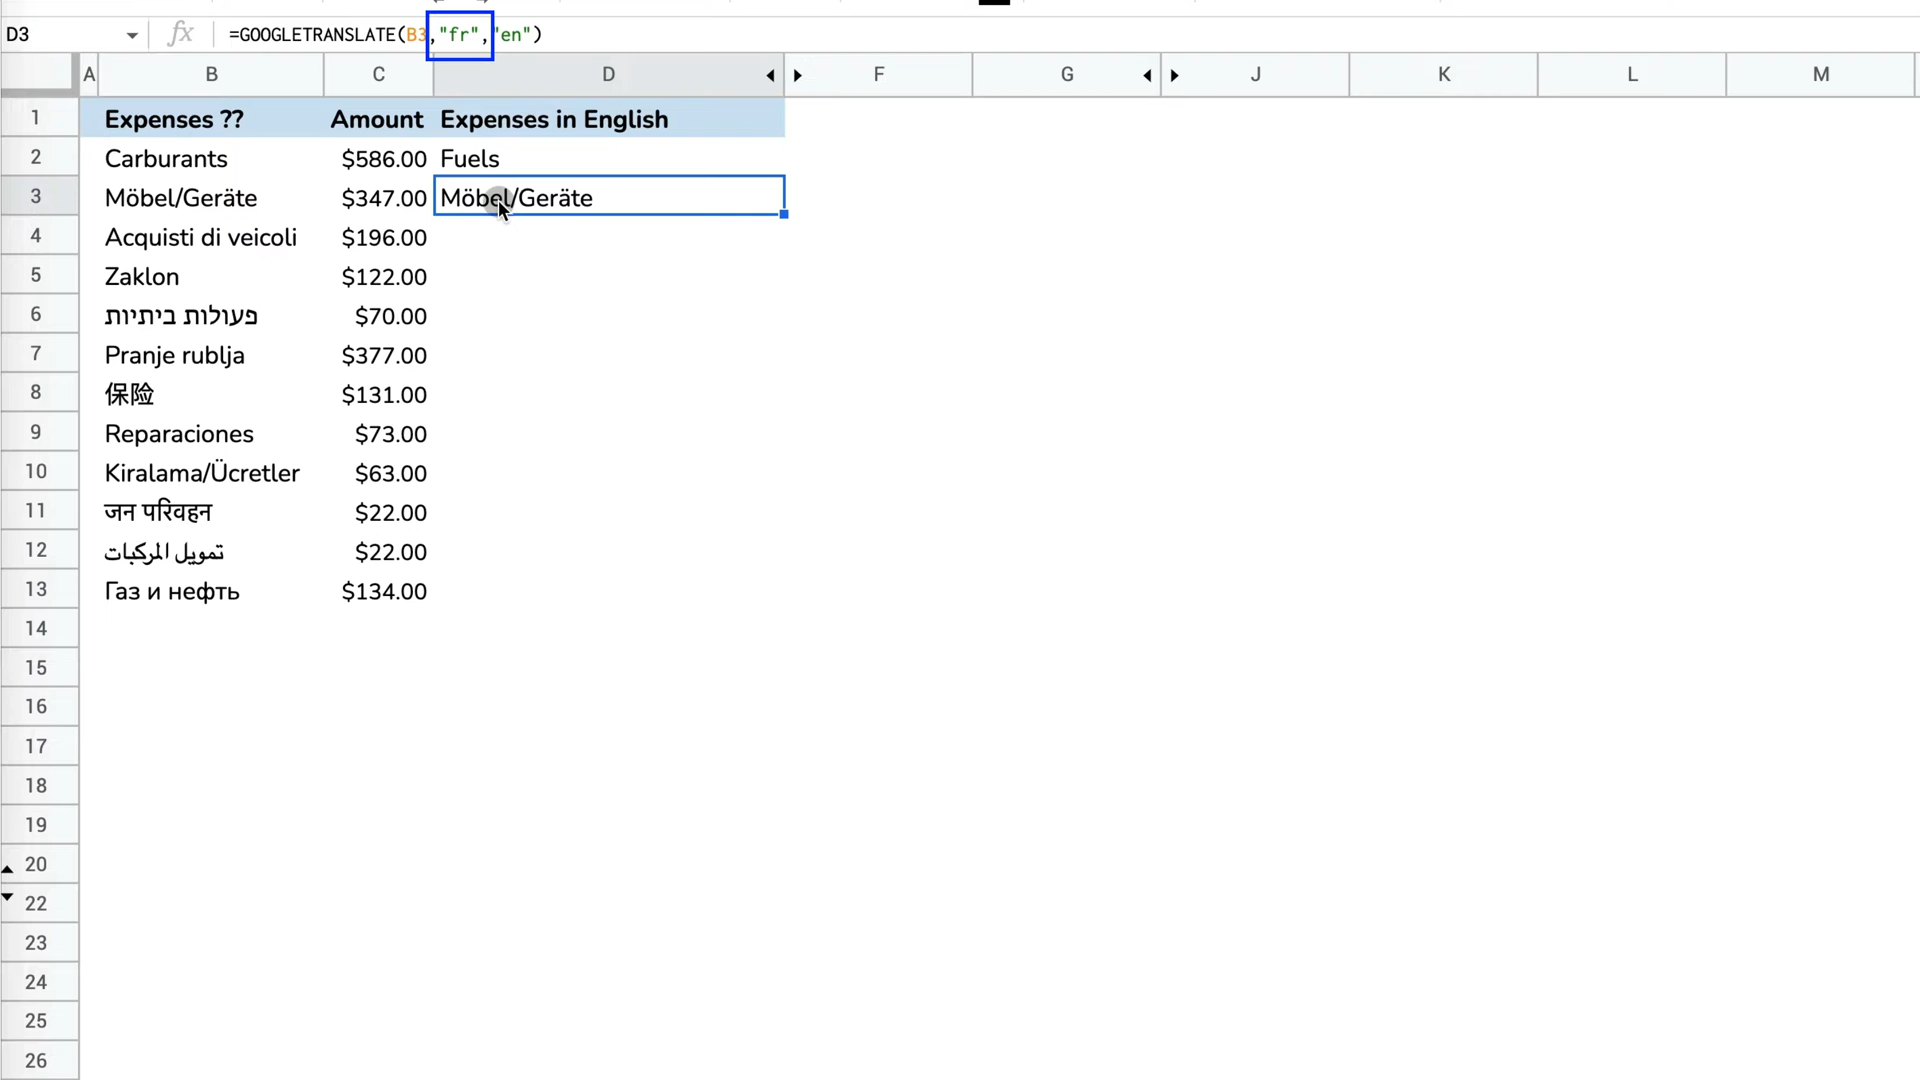 D3 fx =GOOGLETRANSLATE(B3,"fr","en")
A B C D F G J K L M
1 Expenses ?? Amount Expenses in English
2 Carburants $586.00 Fuels
3 Möbel/Geräte $347.00 Möbel/Geräte
4 Acquisti di veicoli $196.00
5 Zaklon $122.00
6 פעולות ביתיות $70.00
7 Pranje rublja $377.00
8 保险 $131.00
9 Reparaciones $73.00
10 Kiralama/Ücretler $63.00
11 जन परिवहन $22.00
12 تمويل المركبات $22.00
13 Газ и нефть $134.00
14
15
16
17
18
19
20
22
23
24
25
26